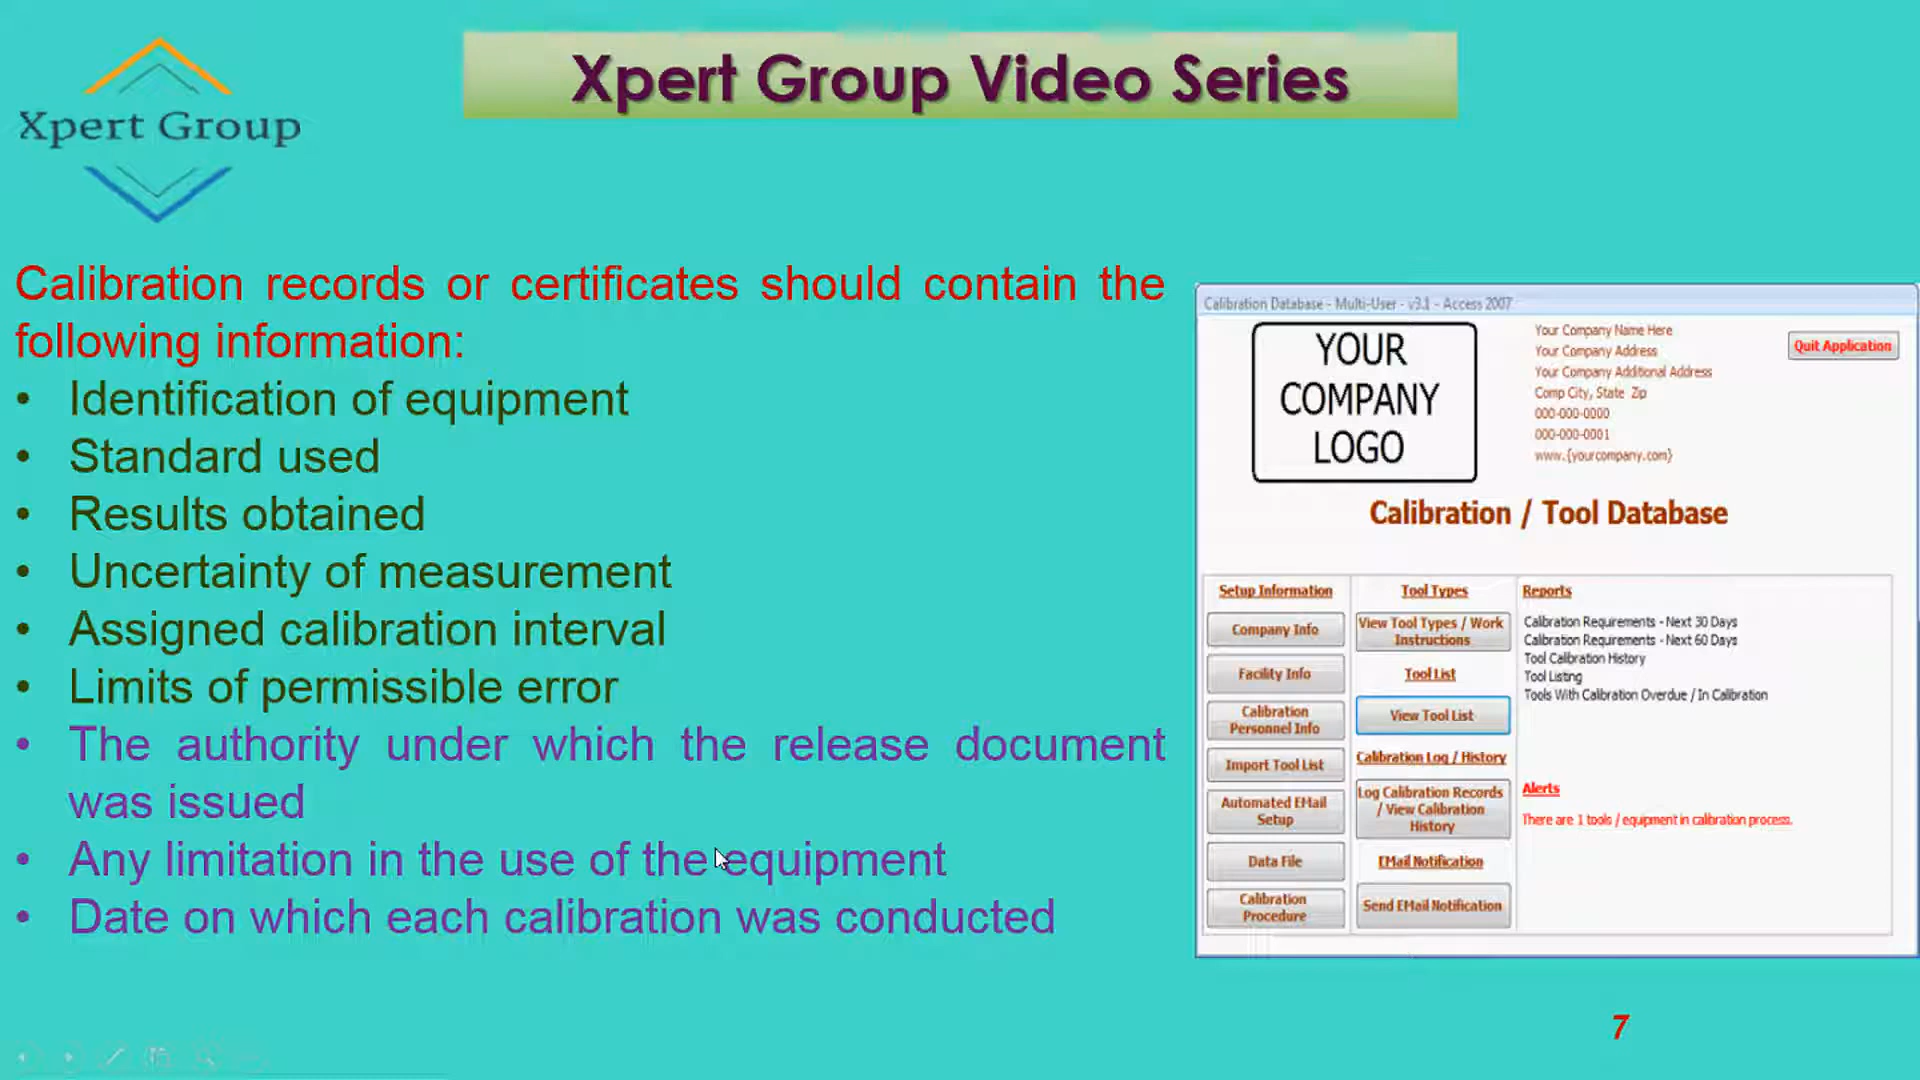 Xpert Group Video Series
Xpert Group
Calibration records or certificates should contain the
following information:
• Identification of equipment
• Standard used
• Results obtained
• Uncertainty of measurement
• Assigned calibration interval
• Limits of permissible error
• The authority under which the release document
was issued
• Any limitation in the use of the equipment
• Date on which each calibration was conducted
Calibration Database - Multi-User - v3.1 - Access 2007
YOUR
COMPANY
LOGO
Your Company Name Here
Your Company Address
Your Company Additional Address
Comp City, State Zip
000-000-0000
000-000-0001
www.{yourcompany.com}
Quit Application
Calibration / Tool Database
Setup Information
Company Info
Facility Info
Calibration
Personnel Info
Import Tool List
Automated EMail
Setup
Data File
Calibration
Procedure
Tool Types
View Tool Types / Work
Instructions
Tool List
View Tool List
Calibration Log / History
Log Calibration Records
/ View Calibration
History
EMail Notification
Send EMail Notification
Reports
Calibration Requirements - Next 30 Days
Calibration Requirements - Next 60 Days
Tool Calibration History
Tool Listing
Tools With Calibration Overdue / In Calibration
Alerts
There are 1 tools / equipment in calibration process.
7